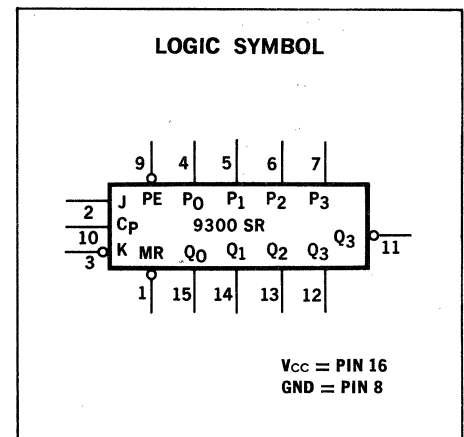 LOGIC SYMBOL
9 4 5 6 7
J PE P0 P1 P2 P3
2
CP 9300 SR Q3
10 11
K MR Q0 Q1 Q2 Q3
3
1 15 14 13 12
VCC = PIN 16
GND = PIN 8